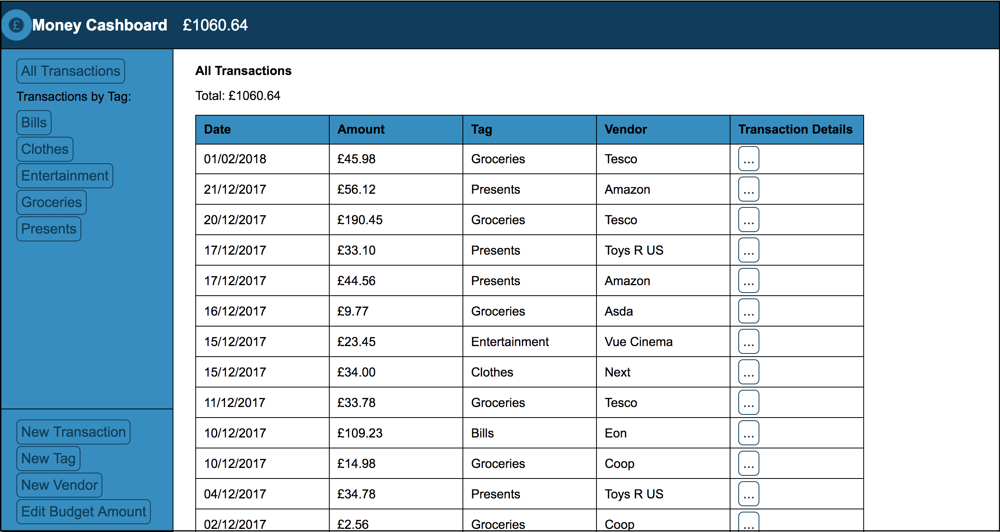 £ Money Cashboard £1060.64
All Transactions
Transactions by Tag:
Bills
Clothes
Entertainment
Groceries
Presents
New Transaction
New Tag
New Vendor
Edit Budget Amount
All Transactions
Total: £1060.64
Date Amount Tag Vendor Transaction Details
01/02/2018 £45.98 Groceries Tesco ...
21/12/2017 £56.12 Presents Amazon ...
20/12/2017 £190.45 Groceries Tesco ...
17/12/2017 £33.10 Presents Toys R US ...
17/12/2017 £44.56 Presents Amazon ...
16/12/2017 £9.77 Groceries Asda ...
15/12/2017 £23.45 Entertainment Vue Cinema ...
15/12/2017 £34.00 Clothes Next ...
11/12/2017 £33.78 Groceries Tesco ...
10/12/2017 £109.23 Bills Eon ...
10/12/2017 £14.98 Groceries Coop ...
04/12/2017 £34.78 Presents Toys R US ...
02/12/2017 £2.56 Groceries Coop ...